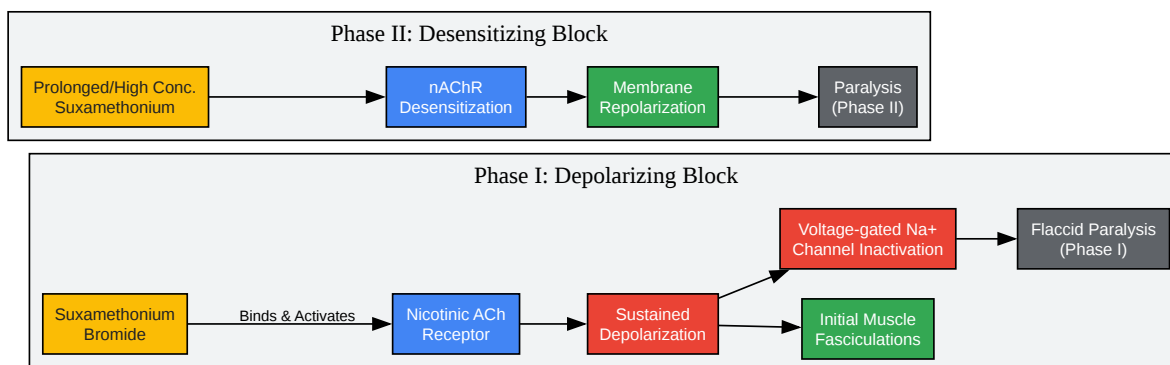 Phase II: Desensitizing Block
Prolonged/High Conc.
Suxamethonium
nAChR
Desensitization
Membrane
Repolarization
Paralysis
(Phase II)
Phase I: Depolarizing Block
Voltage-gated Na+
Channel Inactivation
Flaccid Paralysis
(Phase I)
Suxamethonium
Bromide
Binds & Activates
Nicotinic ACh
Receptor
Sustained
Depolarization
Initial Muscle
Fasciculations